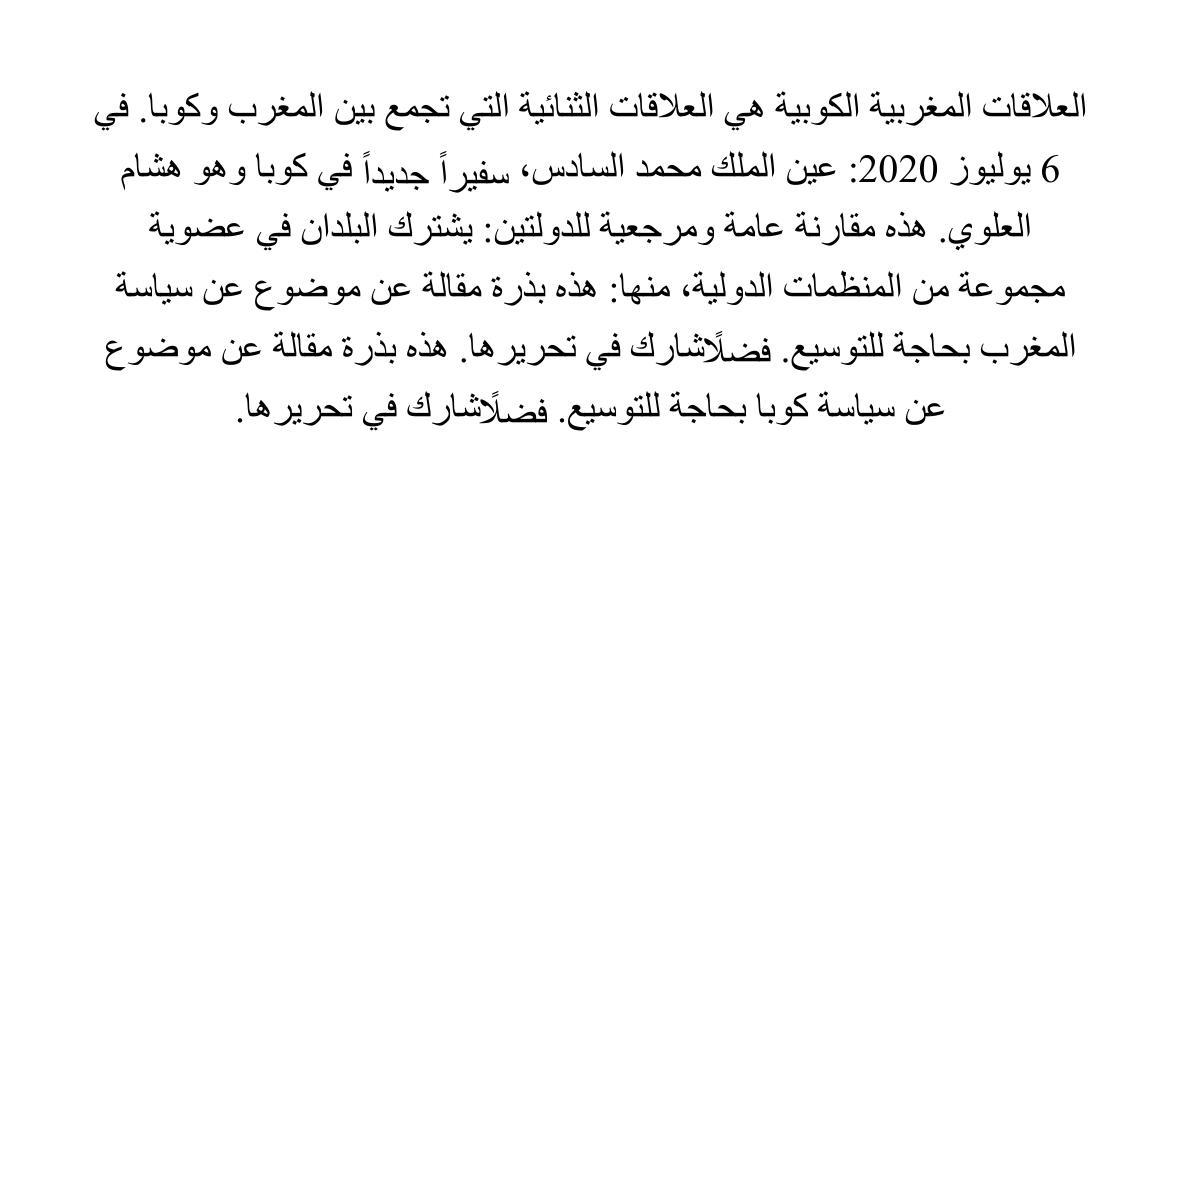 العلاقات المغربية الكوبية هي العلاقات الثنائية التي تجمع بين المغرب وكوبا. في
6 يوليوز 2020: عين الملك محمد السادس، سفيراً جديداً في كوبا وهو هشام
العلوي. هذه مقارنة عامة ومرجعية للدولتين: يشترك البلدان في عضوية
مجموعة من المنظمات الدولية، منها: هذه بذرة مقالة عن موضوع عن سياسة
المغرب بحاجة للتوسيع. فضلًاشارك في تحريرها. هذه بذرة مقالة عن موضوع
عن سياسة كوبا بحاجة للتوسيع. فضلًاشارك في تحريرها.